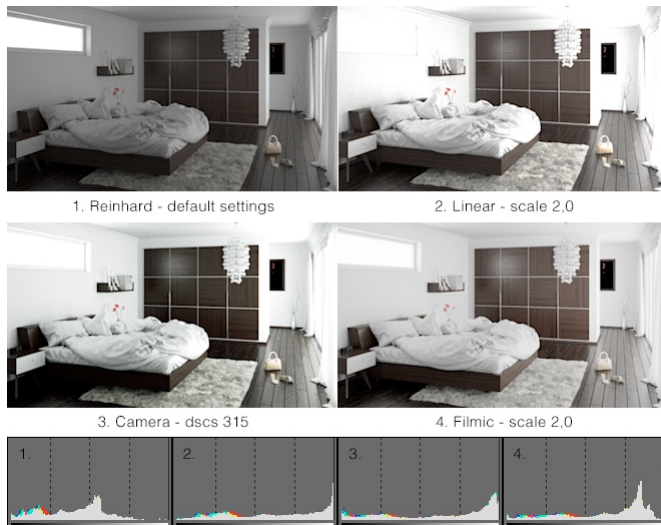 1. Reinhard - default settings
2. Linear - scale 2,0
3. Camera - dscs 315
4. Filmic - scale 2,0
1.
2.
3.
4.